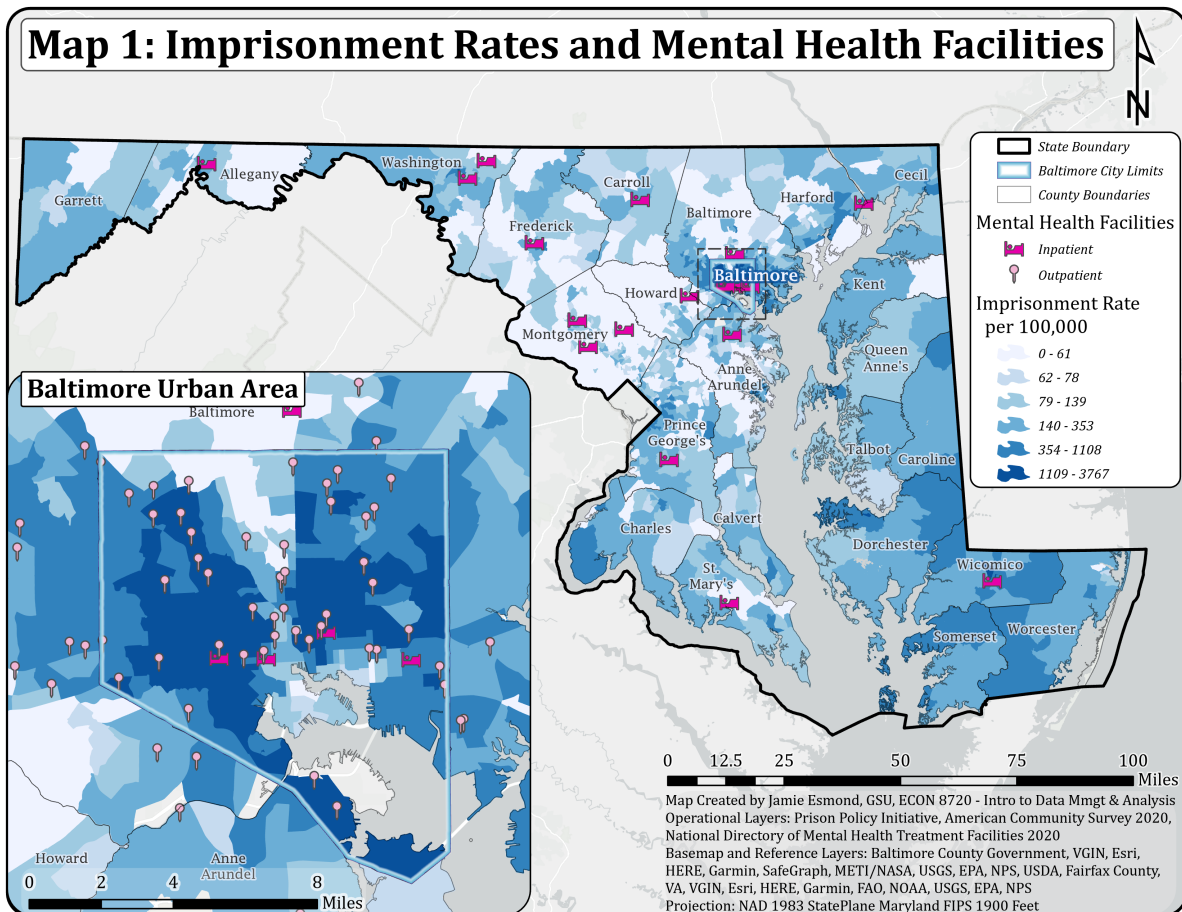 Map 1: Imprisonment Rates and Mental Health Facilities
N
State Boundary
Baltimore City Limits
County Boundaries
Mental Health Facilities
Inpatient
Outpatient
Imprisonment Rate
per 100,000
0 - 61
62 - 78
79 - 139
140 - 353
354 - 1108
1109 - 3767
Garrett
Allegany
Washington
Frederick
Carroll
Baltimore
Harford
Cecil
Baltimore
Howard
Kent
Montgomery
Queen
Anne's
Anne
Arundel
Prince
George's
Talbot
Caroline
Charles
Calvert
Dorchester
St.
Mary's
Wicomico
Somerset
Worcester
Baltimore Urban Area
Baltimore
Howard
Anne
Arundel
0 2 4 8
Miles
0 12.5 25 50 75 100
Miles
Map Created by Jamie Esmond, GSU, ECON 8720 - Intro to Data Mmgt & Analysis
Operational Layers: Prison Policy Initiative, American Community Survey 2020,
National Directory of Mental Health Treatment Facilities 2020
Basemap and Reference Layers: Baltimore County Government, VGIN, Esri,
HERE, Garmin, SafeGraph, METI/NASA, USGS, EPA, NPS, USDA, Fairfax County,
VA, VGIN, Esri, HERE, Garmin, FAO, NOAA, USGS, EPA, NPS
Projection: NAD 1983 StatePlane Maryland FIPS 1900 Feet